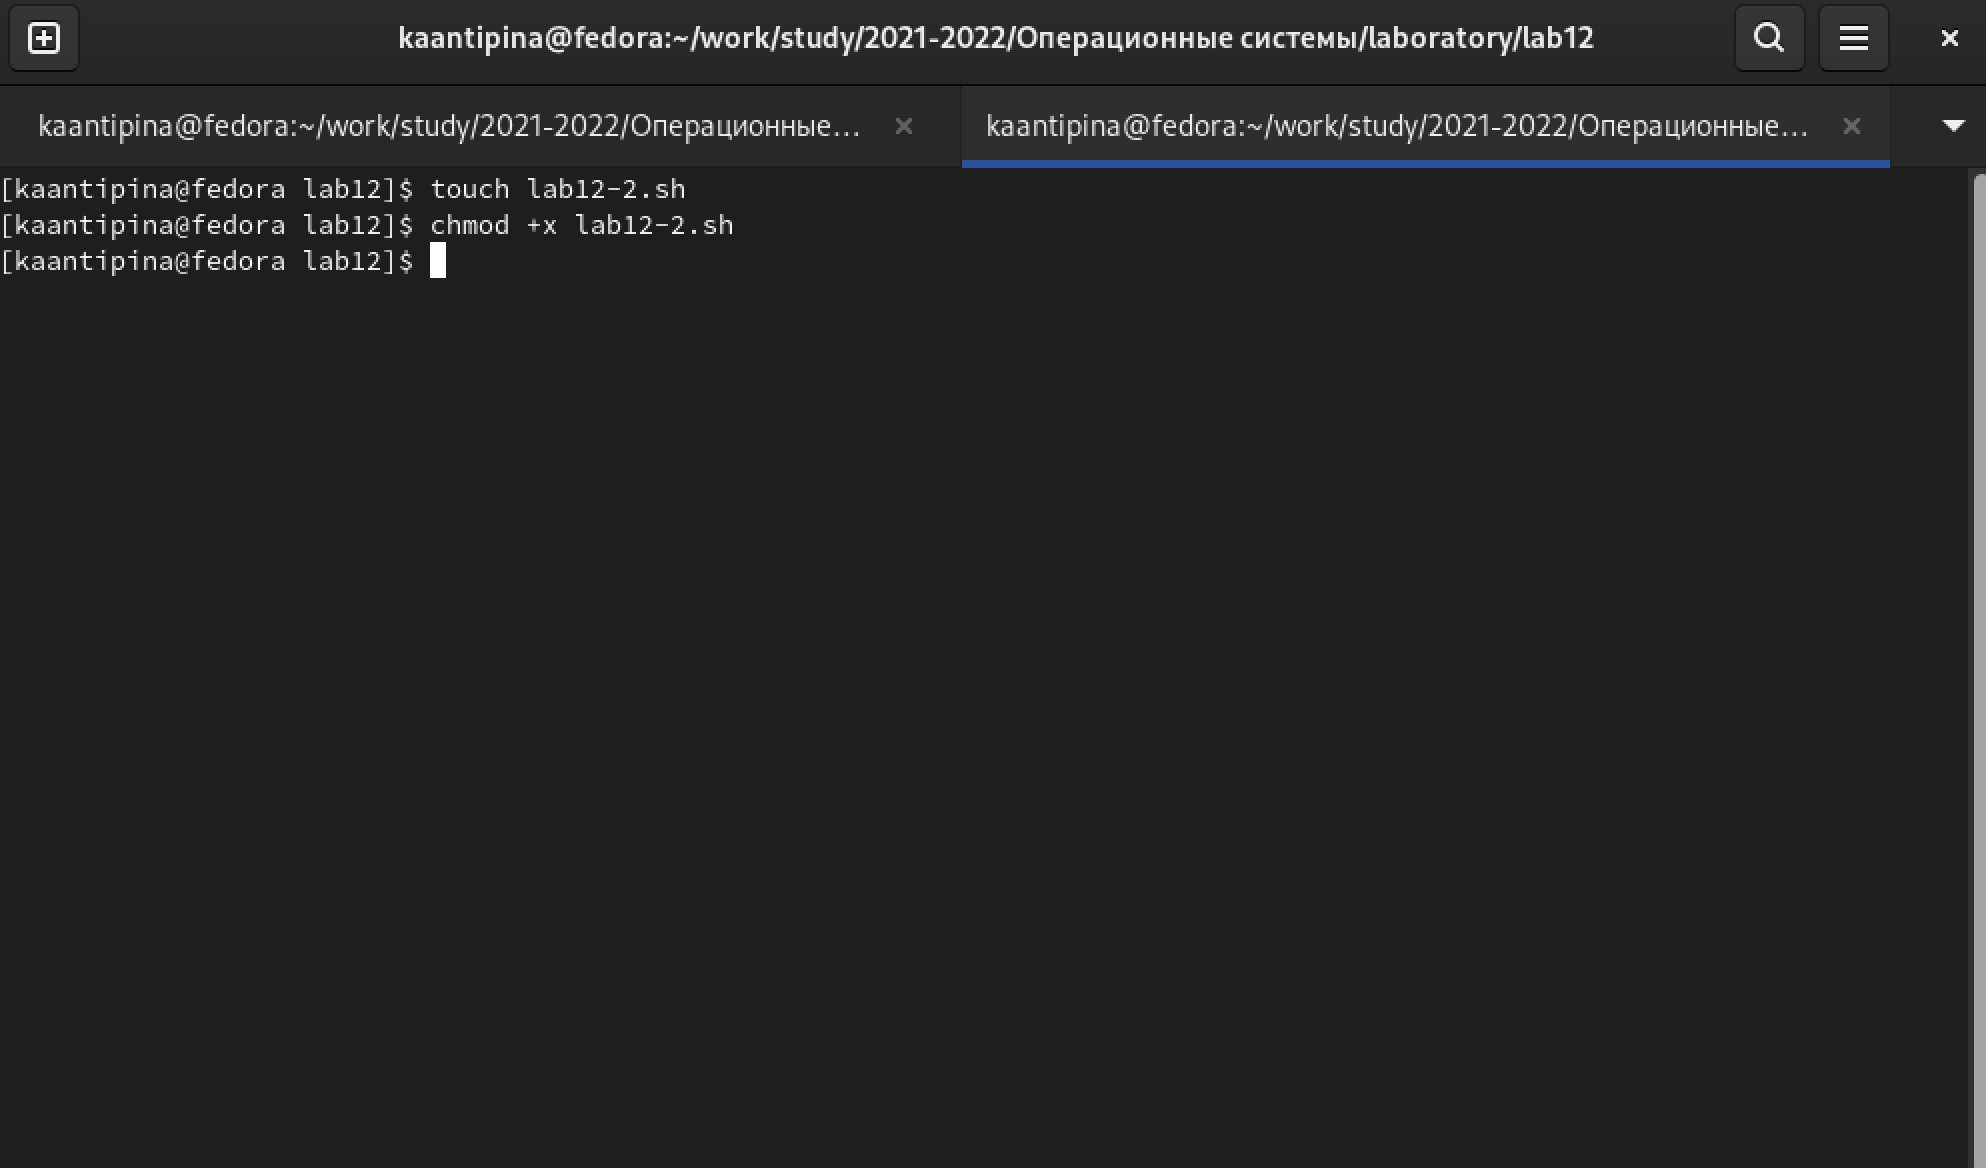 kaantipina@fedora:~/work/study/2021-2022/Операционные системы/laboratory/lab12
kaantipina@fedora:~/work/study/2021-2022/Операционные...
kaantipina@fedora:~/work/study/2021-2022/Операционные...
[kaantipina@fedora lab12]$ touch lab12-2.sh
[kaantipina@fedora lab12]$ chmod +x lab12-2.sh
[kaantipina@fedora lab12]$